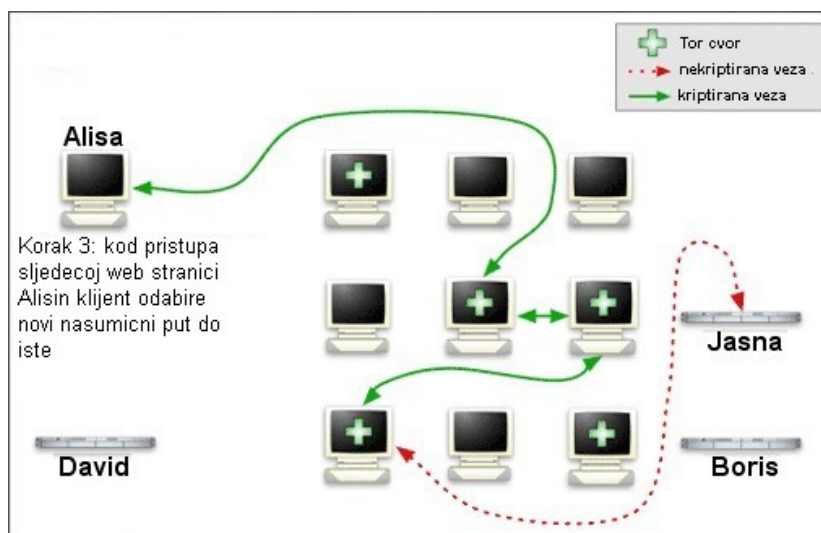 Tor cvor
nekriptirana veza
kriptirana veza
Alisa
Korak 3: kod pristupa
sljedecoj web stranici
Alisin klijent odabire
novi nasumicni put do
iste
Jasna
David
Boris